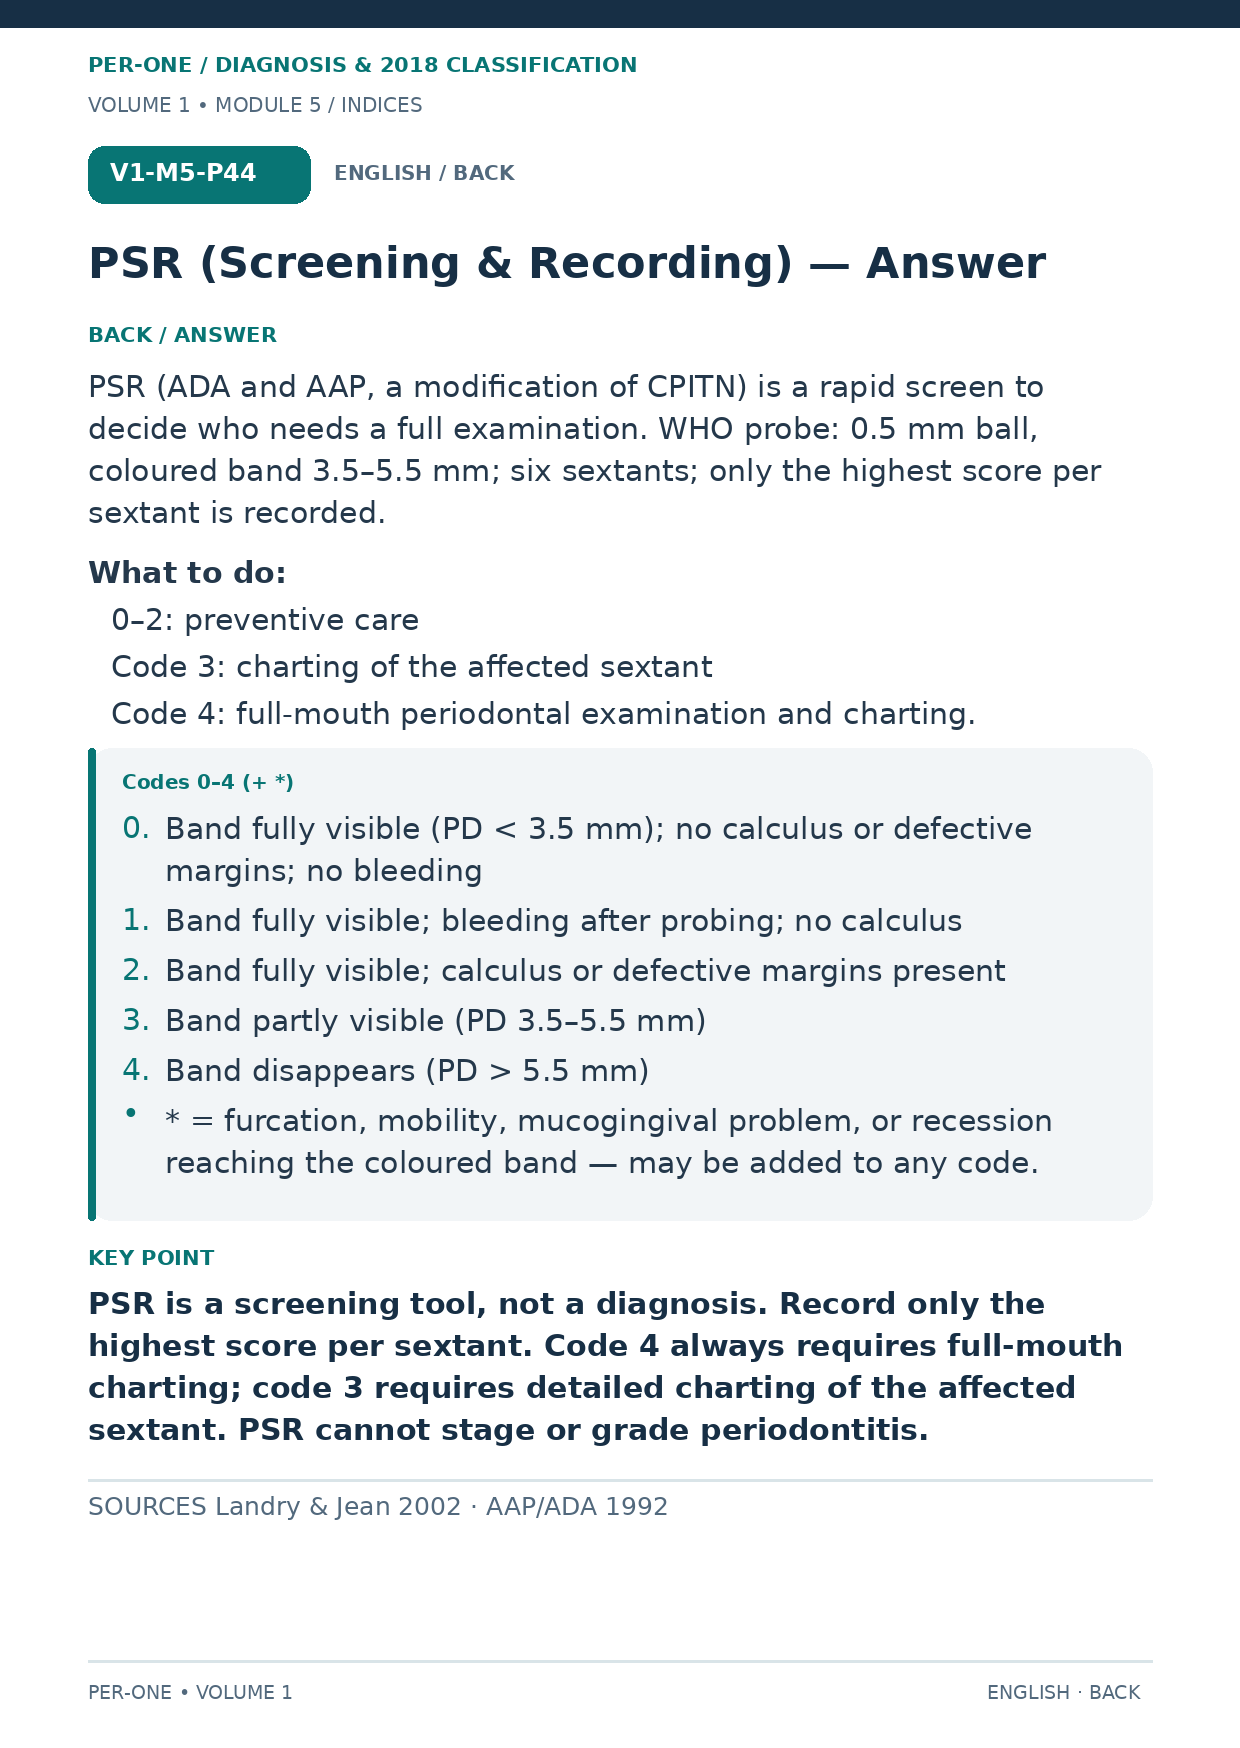 PER-ONE / DIAGNOSIS & 2018 CLASSIFICATION
VOLUME 1 • MODULE 5 / INDICES
V1-M5-P44
ENGLISH / BACK
PSR (Screening & Recording) — Answer
BACK / ANSWER
PSR (ADA and AAP, a modification of CPITN) is a rapid screen to
decide who needs a full examination. WHO probe: 0.5 mm ball,
coloured band 3.5–5.5 mm; six sextants; only the highest score per
sextant is recorded.
What to do:
0–2: preventive care
Code 3: charting of the affected sextant
Code 4: full-mouth periodontal examination and charting.
Codes 0–4 (+ *)
0. Band fully visible (PD < 3.5 mm); no calculus or defective
margins; no bleeding
1. Band fully visible; bleeding after probing; no calculus
2. Band fully visible; calculus or defective margins present
3. Band partly visible (PD 3.5–5.5 mm)
4. Band disappears (PD > 5.5 mm)
• * = furcation, mobility, mucogingival problem, or recession
reaching the coloured band — may be added to any code.
KEY POINT
PSR is a screening tool, not a diagnosis. Record only the
highest score per sextant. Code 4 always requires full-mouth
charting; code 3 requires detailed charting of the affected
sextant. PSR cannot stage or grade periodontitis.
SOURCES Landry & Jean 2002 · AAP/ADA 1992
PER-ONE • VOLUME 1
ENGLISH · BACK